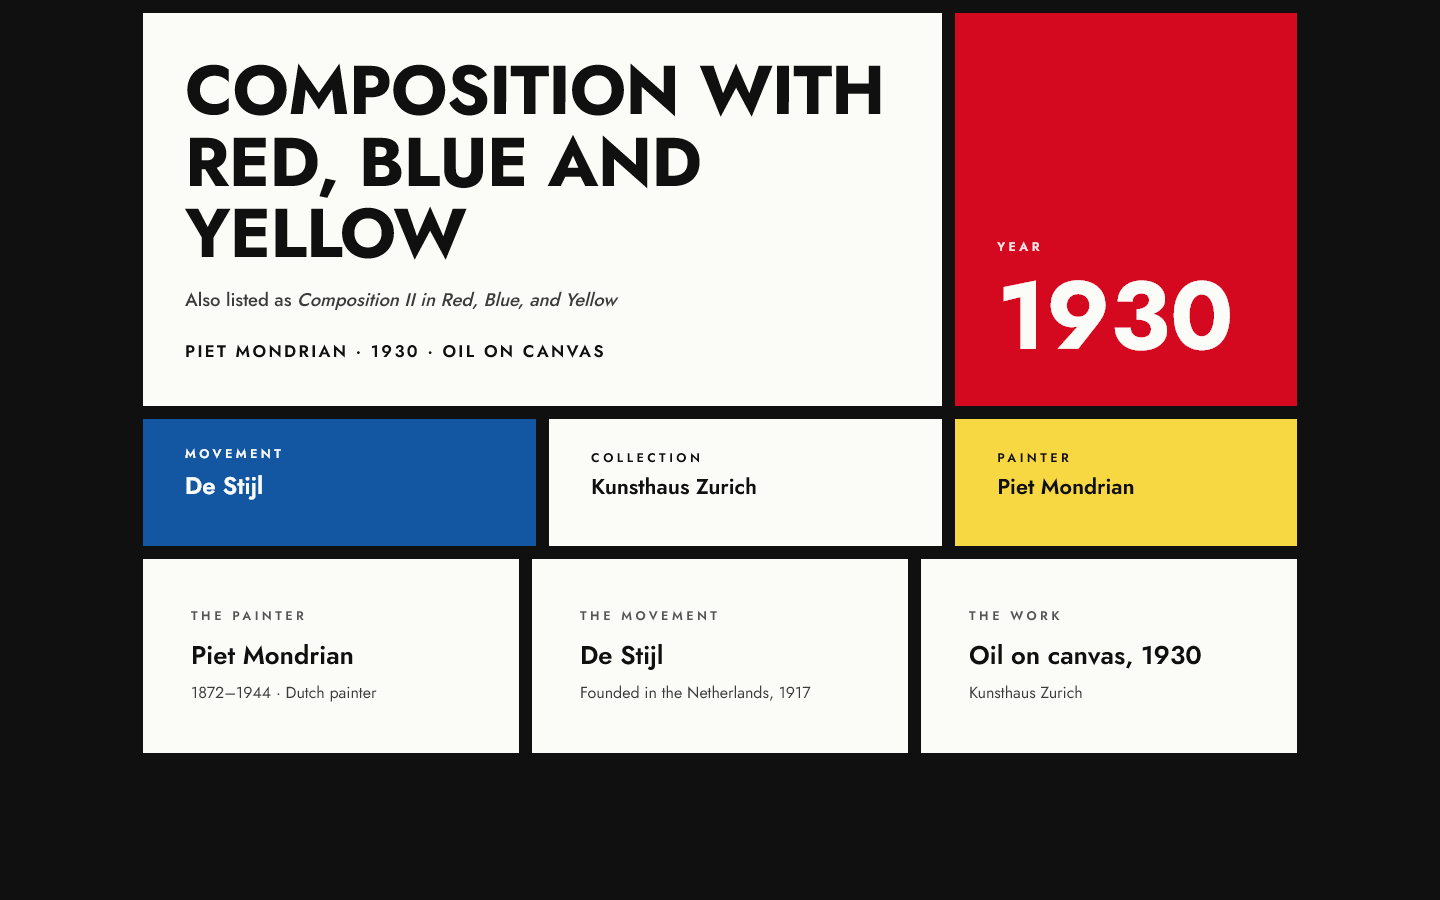 COMPOSITION WITH
RED, BLUE AND
YELLOW
Also listed as Composition II in Red, Blue, and Yellow
PIET MONDRIAN · 1930 · OIL ON CANVAS
YEAR
1930
MOVEMENT
De Stijl
COLLECTION
Kunsthaus Zurich
PAINTER
Piet Mondrian
THE PAINTER
Piet Mondrian
1872–1944 · Dutch painter
THE MOVEMENT
De Stijl
Founded in the Netherlands, 1917
THE WORK
Oil on canvas, 1930
Kunsthaus Zurich